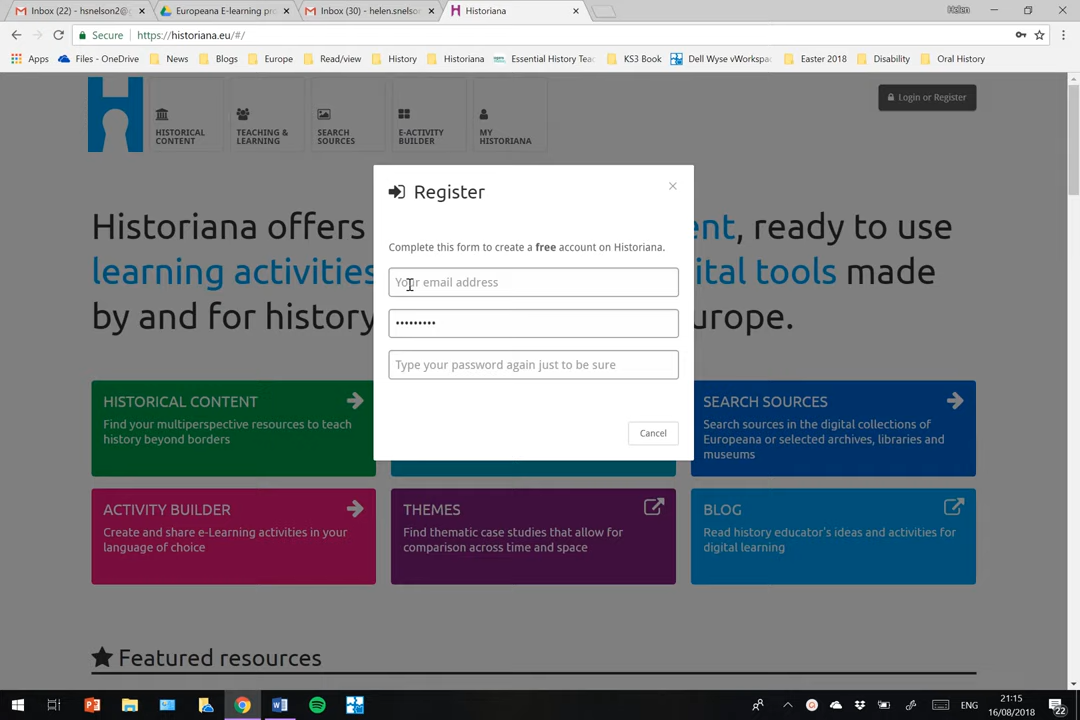 Inbox (22) - hsnelson2@
Europeana E-learning pro
Inbox (30) - helen.snelson
Historiana
Helen
Secure
https://historiana.eu/#/
Apps
Files - OneDrive
News
Blogs
Europe
Read/view
History
Historiana
Essential History Tea
KS3 Book
Dell Wyse vWorkspac
Easter 2018
Disability
Oral History
HISTORICAL CONTENT
TEACHING & LEARNING
SEARCH SOURCES
E-ACTIVITY BUILDER
MY HISTORIANA
Login or Register
Register
Complete this form to create a free account on Historiana.
Your email address
•••••••••
Type your password again just to be sure
Cancel
Historiana offers
ent, ready to use
learning activities
ital tools made
by and for history
urope.
HISTORICAL CONTENT
Find your multiperspective resources to teach
history beyond borders
SEARCH SOURCES
Search sources in the digital collections of
Europeana or selected archives, libraries and
museums
ACTIVITY BUILDER
Create and share e-Learning activities in your
language of choice
THEMES
Find thematic case studies that allow for
comparison across time and space
BLOG
Read history educator's ideas and activities for
digital learning
Featured resources
ENG
21:15
16/08/2018
22